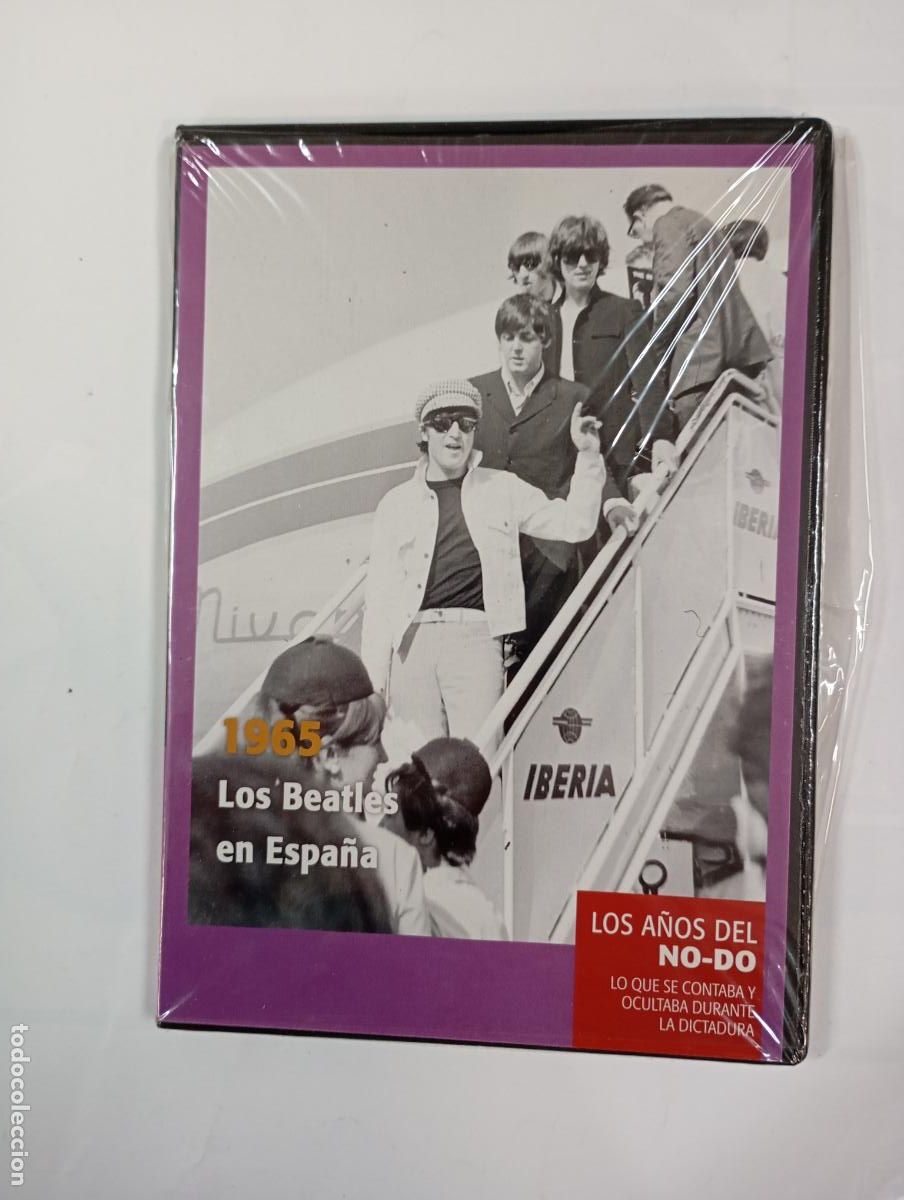 IBERIA
1965
Los Beatles
en España
IBERIA
LOS AÑOS DEL
NO-DO
LO QUE SE CONTABA Y
OCULTABA DURANTE
LA DICTADURA
todocoleccion